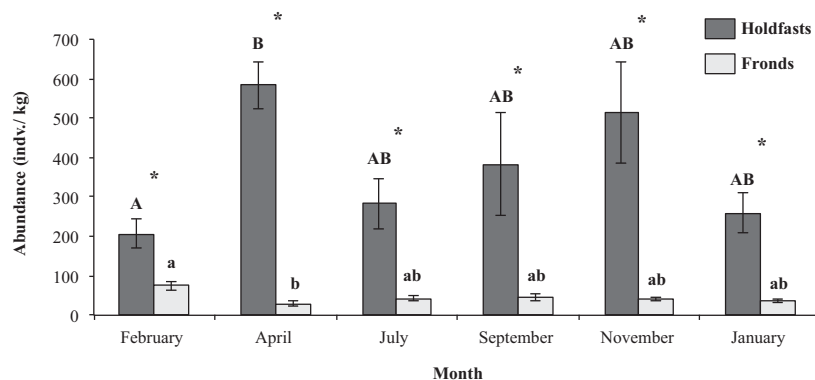 *
B
*
AB
*
AB
*
AB
*
A
*
AB
a
b
ab
ab
ab
ab
Holdfasts
Fronds
Abundance (indv./ kg)
700
600
500
400
300
200
100
0
February
April
July
September
November
January
Month